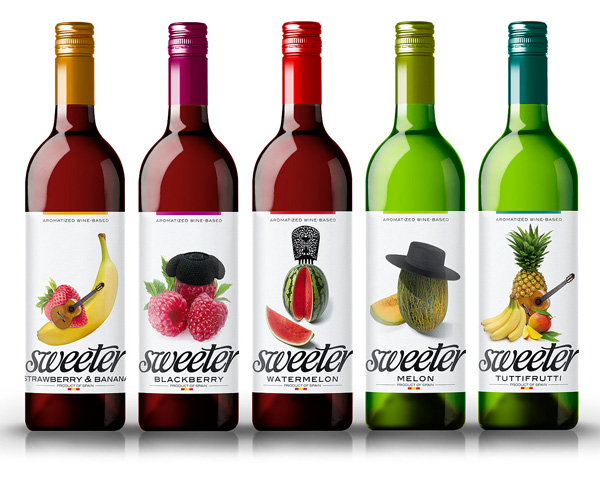 AROMATIZED WINE-BASED
sweeter
STRAWBERRY & BANANA
PRODUCT OF SPAIN
AROMATIZED WINE-BASED
sweeter
BLACKBERRY
PRODUCT OF SPAIN
AROMATIZED WINE-BASED
sweeter
WATERMELON
PRODUCT OF SPAIN
AROMATIZED WINE-BASED
sweeter
MELON
PRODUCT OF SPAIN
AROMATIZED WINE-BASED
sweeter
TUTTIFRUTTI
PRODUCT OF SPAIN